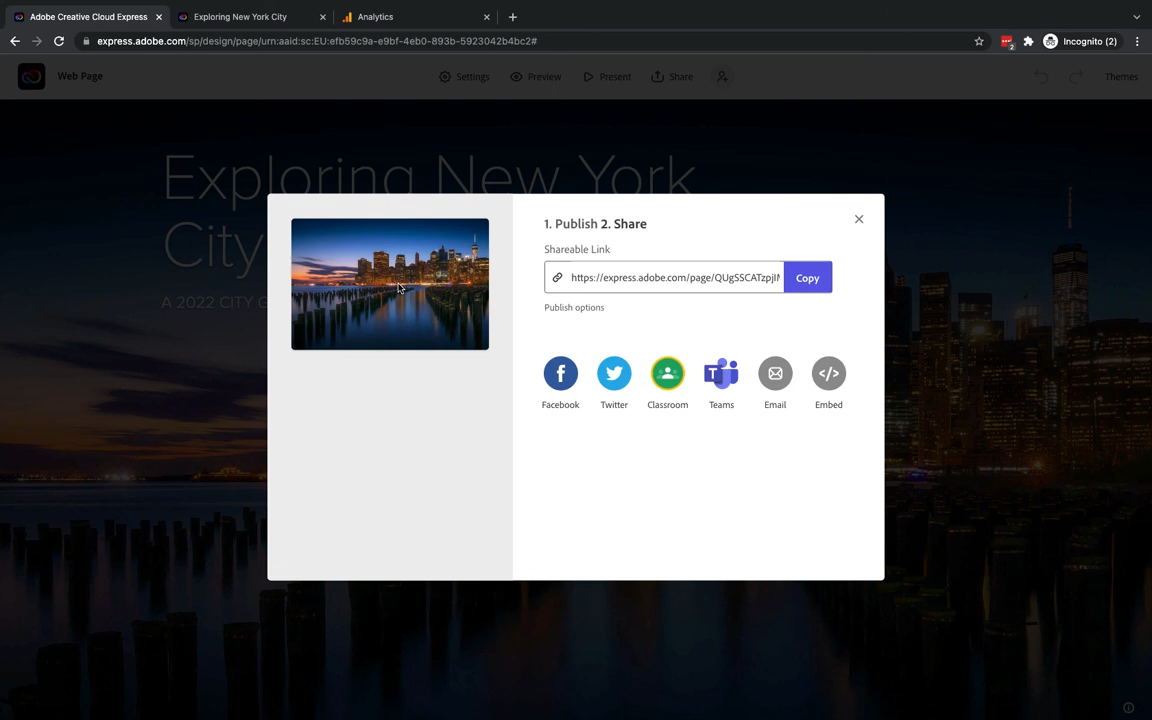 Adobe Creative Cloud Express
Exploring New York City
Analytics
express.adobe.com/sp/design/page/urn:aaid:sc:EU:efb59c9a-e9bf-4eb0-893b-5923042b4bc2#
2
Incognito (2)
Web Page
Settings
Preview
Present
Share
Themes
Exploring New York
City
A 2022 CITY G
1. Publish 2. Share
Shareable Link
https://express.adobe.com/page/QUgSSCATzpjI
Copy
Publish options
Facebook
Twitter
Classroom
Teams
Email
Embed